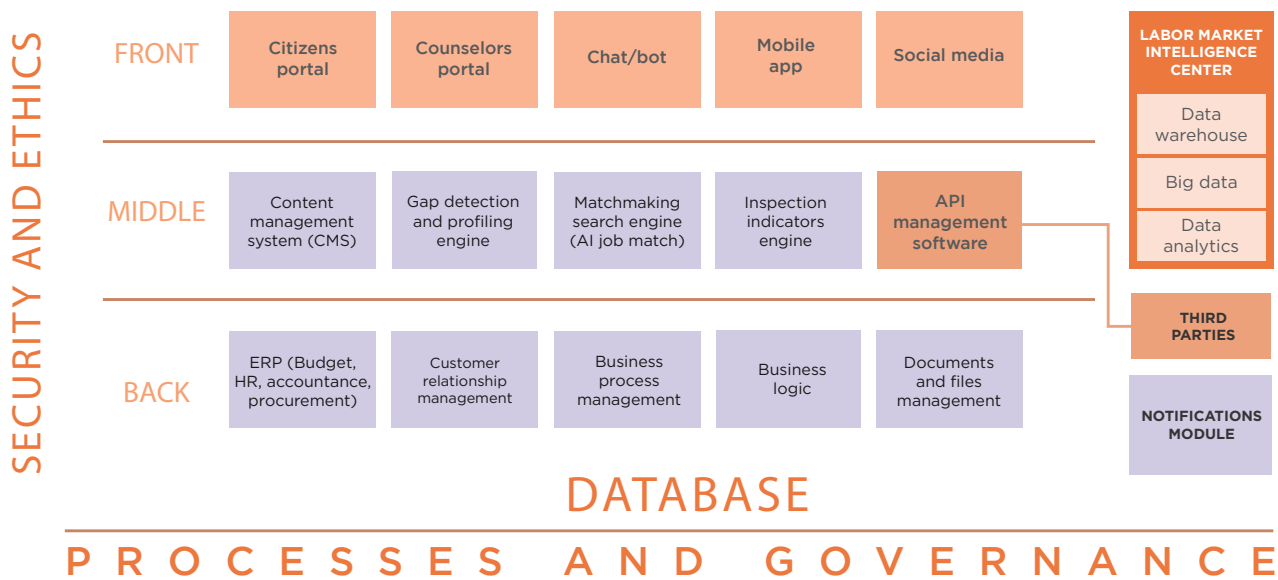 SECURITY AND ETHICS
FRONT
Citizens
portal
Counselors
portal
Chat/bot
Mobile
app
Social media
MIDDLE
Content
management
system (CMS)
Gap detection
and profiling
engine
Matchmaking
search engine
(AI job match)
Inspection
indicators
engine
API
management
software
BACK
ERP (Budget,
HR, accountance,
procurement)
Customer
relationship
management
Business
process
management
Business
logic
Documents
and files
management
LABOR MARKET
INTELLIGENCE
CENTER
Data
warehouse
Big data
Data
analytics
THIRD
PARTIES
NOTIFICATIONS
MODULE
DATABASE
PROCESSES AND GOVERNANCE